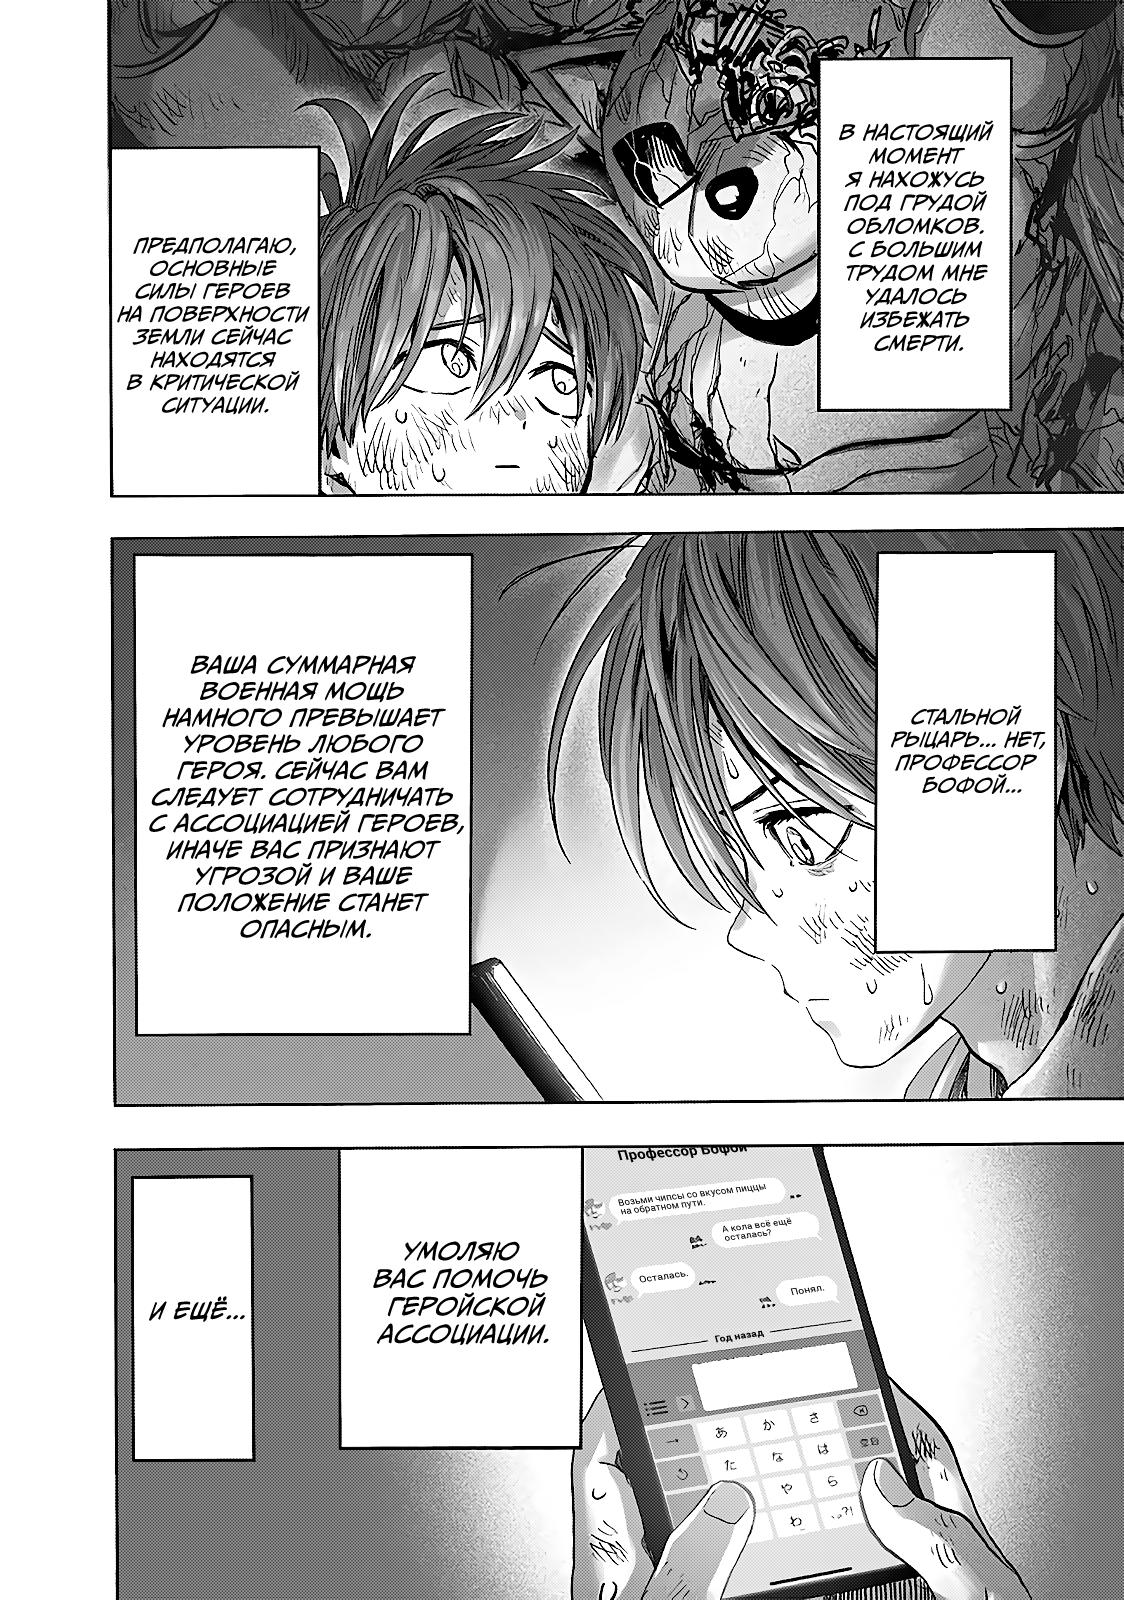 В НАСТОЯЩИЙ
МОМЕНТ
Я НАХОЖУСЬ
ПОД ГРУДОЙ
ОБЛОМКОВ.
С БОЛЬШИМ
ТРУДОМ МНЕ
УДАЛОСЬ
ИЗБЕЖАТЬ
СМЕРТИ.
ПРЕДПОЛАГАЮ,
ОСНОВНЫЕ
СИЛЫ ГЕРОЕВ
НА ПОВЕРХНОСТИ
ЗЕМЛИ СЕЙЧАС
НАХОДЯТСЯ
В КРИТИЧЕСКОЙ
СИТУАЦИИ.
СТАЛЬНОЙ
РЫЦАРЬ... НЕТ,
ПРОФЕССОР
БОФОЙ...
ВАША СУММАРНАЯ
ВОЕННАЯ МОЩЬ
НАМНОГО ПРЕВЫШАЕТ
УРОВЕНЬ ЛЮБОГО
ГЕРОЯ. СЕЙЧАС ВАМ
СЛЕДУЕТ СОТРУДНИЧАТЬ
С АССОЦИАЦИЕЙ ГЕРОЕВ,
ИНАЧЕ ВАС ПРИЗНАЮТ
УГРОЗОЙ И ВАШЕ
ПОЛОЖЕНИЕ СТАНЕТ
ОПАСНЫМ.
Профессор Бофой
Возьми чипсы со вкусом пиццы
на обратном пути.
А кола всё ещё
осталась?
Осталась.
Понял.
Год назад
→ あ か さ
た な は 空白
や ら
わ 、。?!
УМОЛЯЮ
ВАС ПОМОЧЬ
ГЕРОЙСКОЙ
АССОЦИАЦИИ.
И ЕЩЁ...